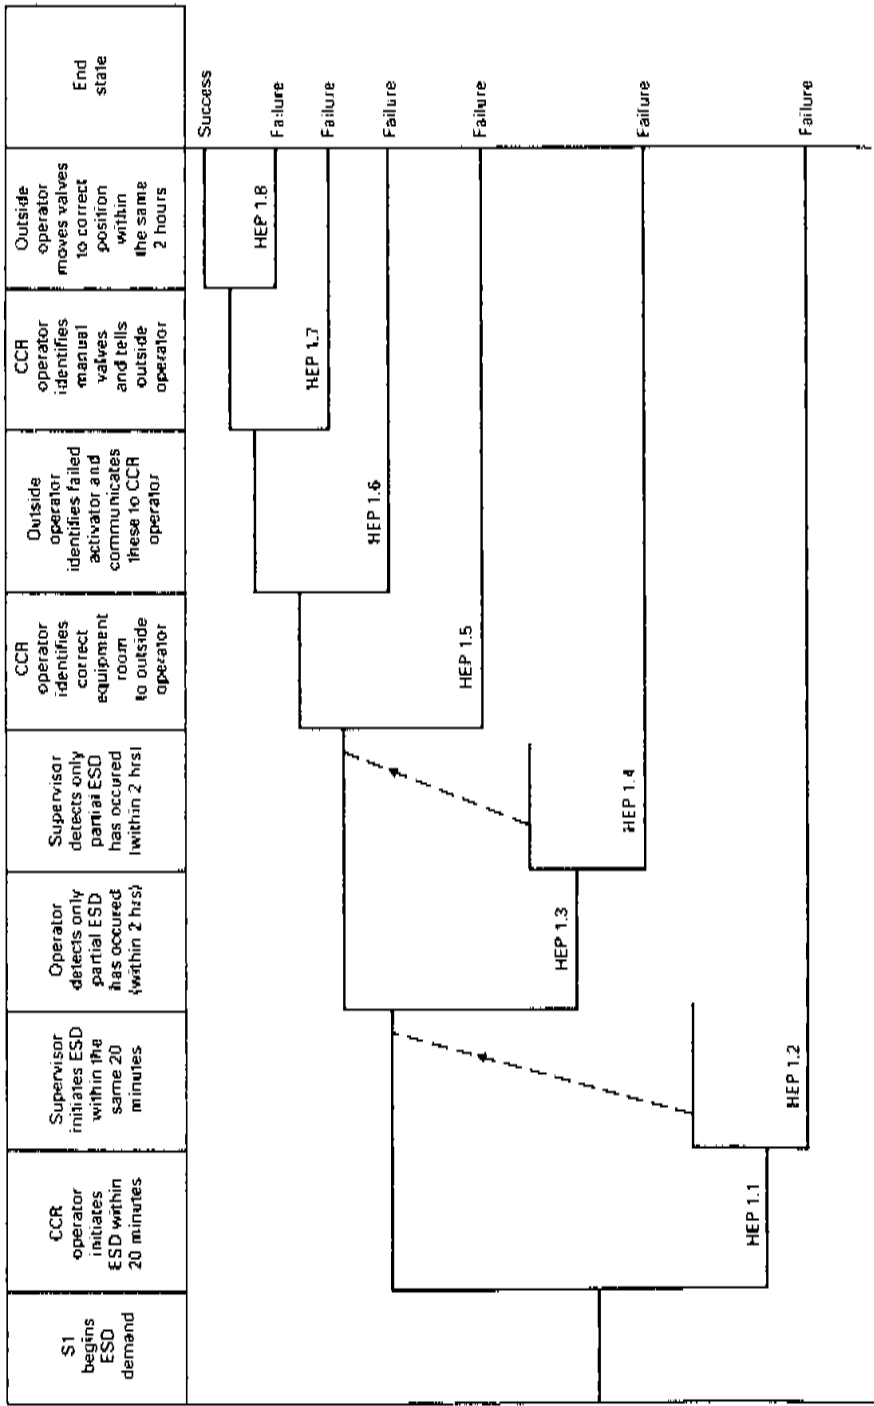 S1
begins
ESD
demand
CCR
operator
initiates
ESD within
20 minutes
Supervisor
initiates ESD
within the
same 20
minutes
Operator
detects only
partial ESD
has occured
(within 2 hrs)
Supervisor
detects only
partial ESD
has occured
(within 2 hrs)
CCR
operator
identifies
correct
equipment
room
to outside
operator
Outside
operator
identifies failed
activator and
communicates
these to CCR
operator
CCR
operator
identifies
manual
valves
and tells
outside
operator
Outside
operator
moves valves
to correct
position
within
the same
2 hours
End
state
Success
HEP 1.8
Failure
HEP 1.7
Failure
HEP 1.6
Failure
HEP 1.5
Failure
HEP 1.3
HEP 1.4
Failure
HEP 1.1
HEP 1.2
Failure